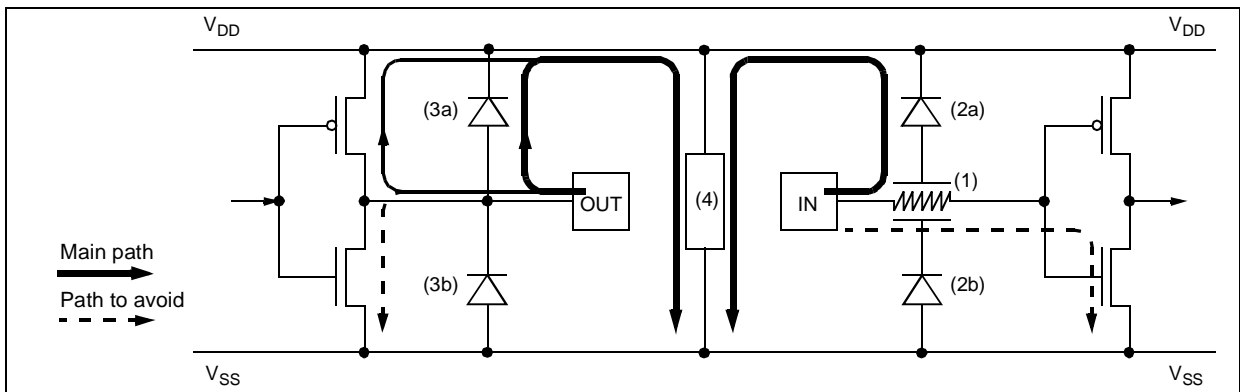 VDD
VDD
(3a)
(2a)
(1)
OUT
(4)
IN
Main path
(3b)
(2b)
Path to avoid
VSS
VSS